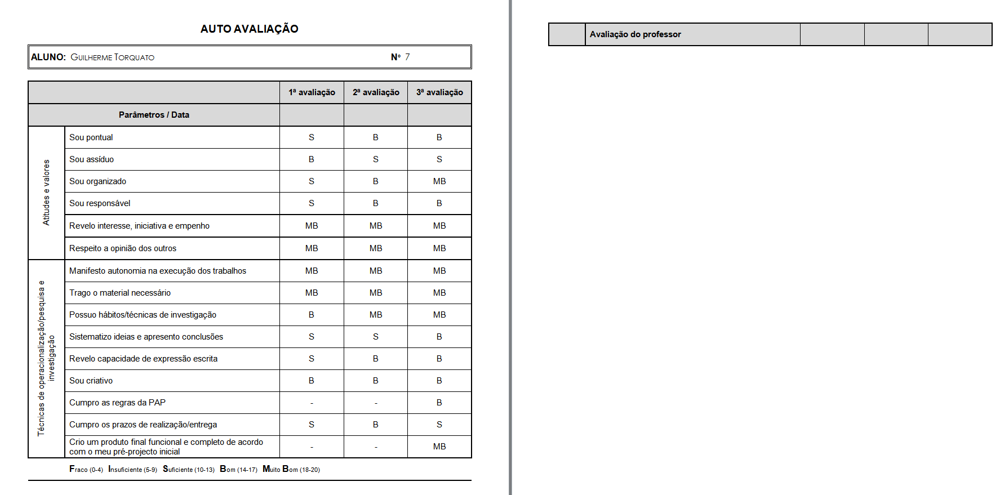 AUTO AVALIAÇÃO
ALUNO: GUILHERME TORQUATO Nº 7
1ª avaliação 2ª avaliação 3ª avaliação
Parâmetros / Data
Atitudes e valores
Sou pontual S B B
Sou assíduo B S S
Sou organizado S B MB
Sou responsável S B B
Revelo interesse, iniciativa e empenho MB MB MB
Respeito a opinião dos outros MB MB MB
Técnicas de operacionalização/pesquisa e
investigação
Manifesto autonomia na execução dos trabalhos MB MB MB
Trago o material necessário MB MB MB
Possuo hábitos/técnicas de investigação B MB MB
Sistematizo ideias e apresento conclusões S S B
Revelo capacidade de expressão escrita S B B
Sou criativo B B B
Cumpro as regras da PAP - - B
Cumpro os prazos de realização/entrega S B S
Crio um produto final funcional e completo de acordo
com o meu pré-projecto inicial - - MB
Fraco (0-4) Insuficiente (5-9) Suficiente (10-13) Bom (14-17) Muito Bom (18-20)
Avaliação do professor